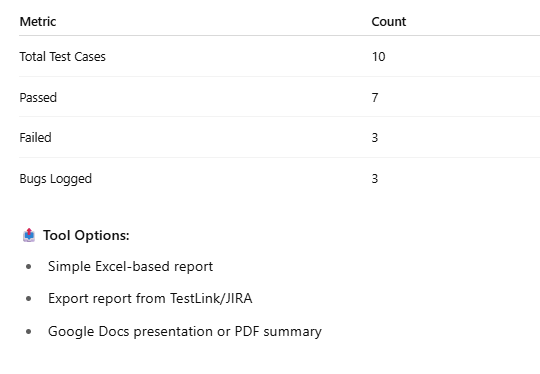 Metric Count
Total Test Cases 10
Passed 7
Failed 3
Bugs Logged 3
📤 Tool Options:
• Simple Excel-based report
• Export report from TestLink/JIRA
• Google Docs presentation or PDF summary